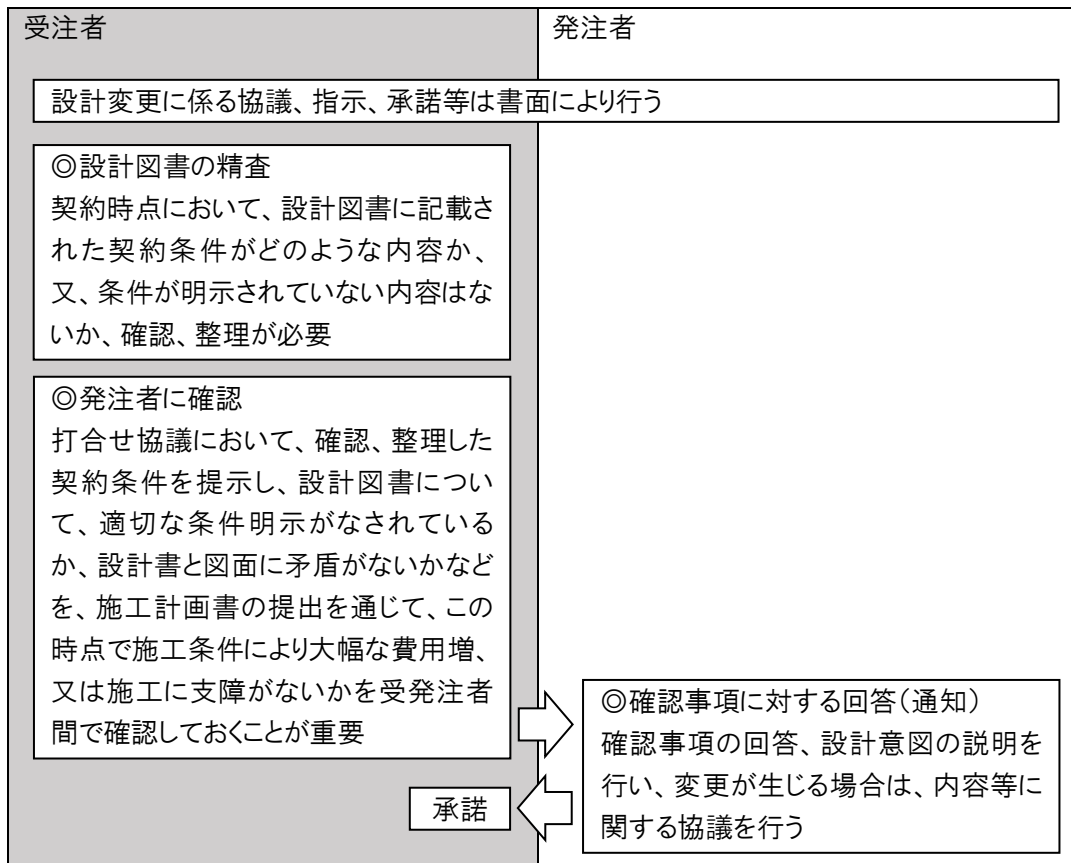 受注者
発注者
設計変更に係る協議、指示、承諾等は書面により行う
◎設計図書の精査
契約時点において、設計図書に記載さ
れた契約条件がどのような内容か、
又、条件が明示されていない内容はな
いか、確認、整理が必要
◎発注者に確認
打合せ協議において、確認、整理した
契約条件を提示し、設計図書につい
て、適切な条件明示がなされている
か、設計書と図面に矛盾がないかなど
を、施工計画書の提出を通じて、この
時点で施工条件により大幅な費用増、
又は施工に支障がないかを受発注者
間で確認しておくことが重要
◎確認事項に対する回答（通知）
確認事項の回答、設計意図の説明を
行い、変更が生じる場合は、内容等に
関する協議を行う
承諾